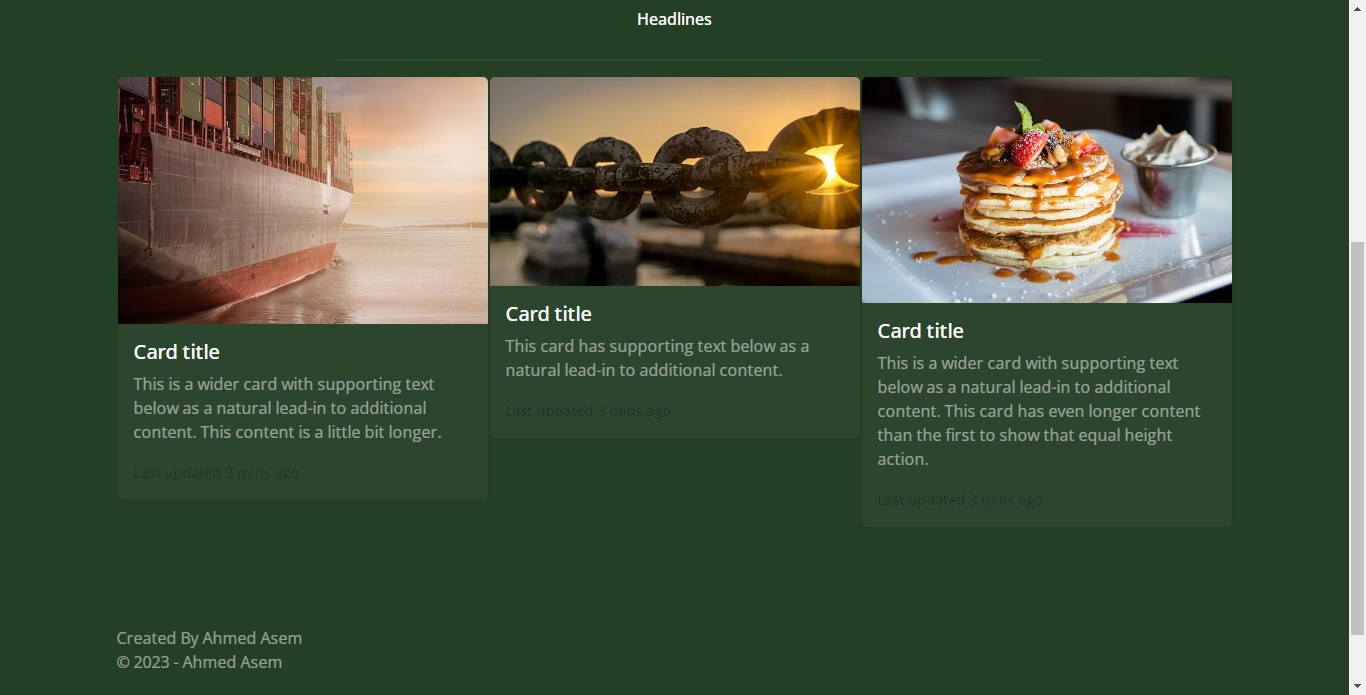 Headlines
Card title
This is a wider card with supporting text
below as a natural lead-in to additional
content. This content is a little bit longer.
Last updated 3 mins ago
Card title
This card has supporting text below as a
natural lead-in to additional content.
Last updated 3 mins ago
Card title
This is a wider card with supporting text
below as a natural lead-in to additional
content. This card has even longer content
than the first to show that equal height
action.
Last updated 3 mins ago
Created By Ahmed Asem
© 2023 - Ahmed Asem